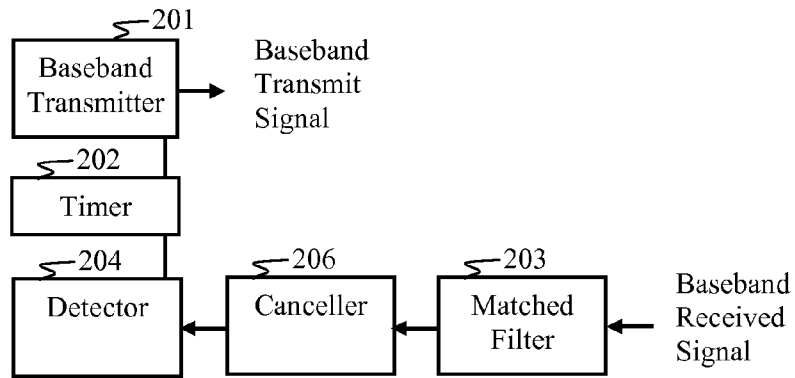 201
Baseband
Transmitter
Baseband
Transmit
Signal
202
Timer
204
Detector
206
Canceller
203
Matched
Filter
Baseband
Received
Signal